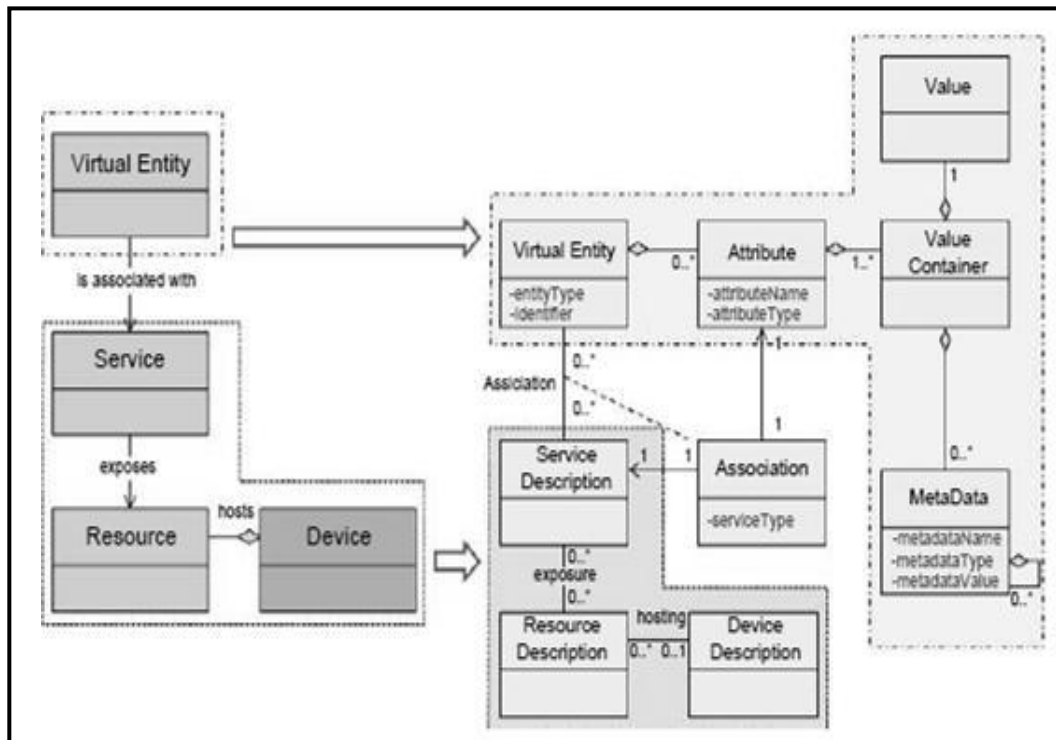 Virtual Entity
is associated with
Service
exposes
Resource
hosts
Device
Value
1
Virtual Entity
-entityType
-identifier
0..*
Attribute
-attributeName
-attributeType
1..*
Value
Container
1
0..*
Assiciation
0..*
Service
Description
1
1
1
Association
-serviceType
0..*
MetaData
-metadataName
-metadataType
-metadataValue
0..*
0..*
exposure
0..*
Resource
Description
hosting
0..*
0..1
Device
Description